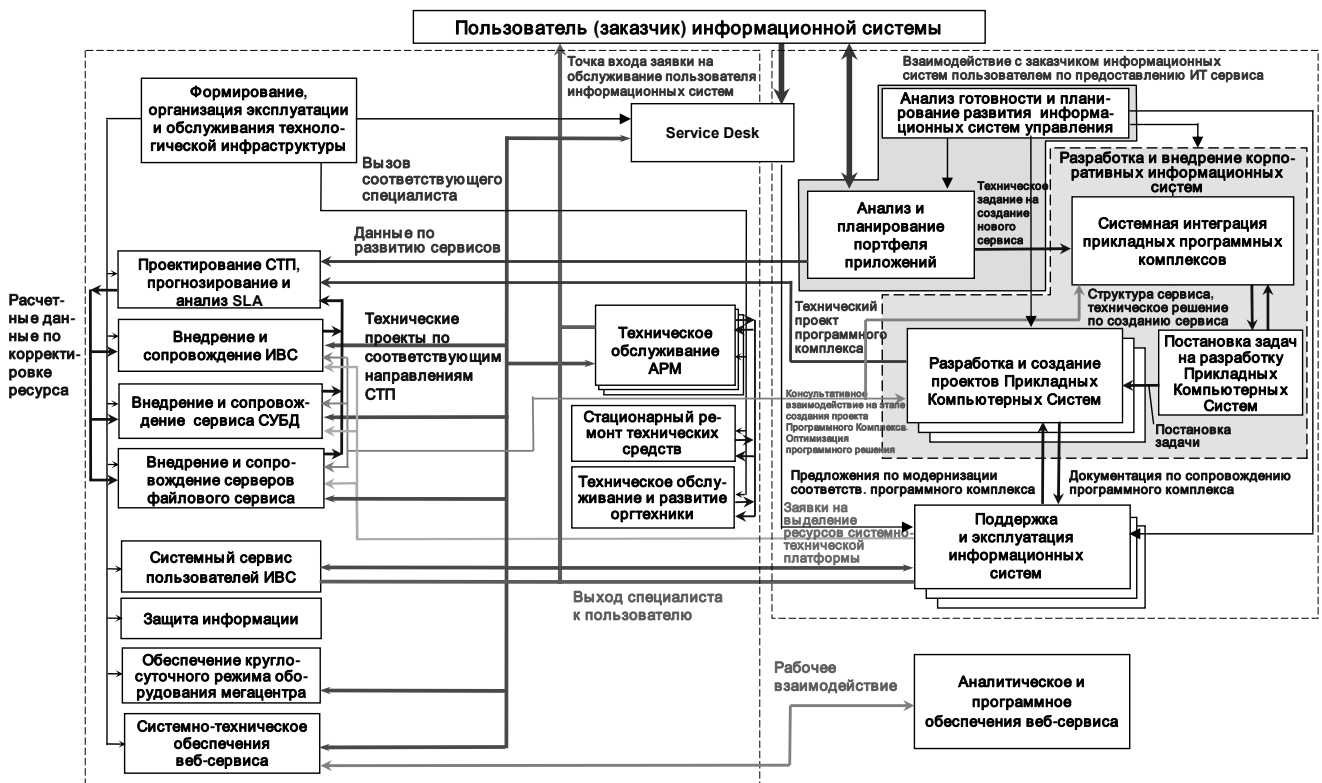 Пользователь (заказчик) информационной системы
Точка входа заявки на
обслуживание пользователя
информационных систем
Взаимодействие с заказчиком информационных
систем пользователем по предоставлению ИТ сервиса
Формирование,
организация эксплуатации
и обслуживания техноло-
гической инфраструктуры
Service Desk
Анализ готовности и плани-
рование развития информа-
ционных систем управления
Вызов
соответствующего
специалиста
Разработка и внедрение корпо-
ративных информационных
систем
Техническое
задание на
создание
нового
сервиса
Анализ и
планирование
портфеля
приложений
Системная интеграция
прикладных программных
комплексов
Данные по
развитию сервисов
Проектирование СТП,
прогнозирование и
анализ SLA
Расчет-
ные дан-
ные по
корректи-
ровке
ресурса
Внедрение и
сопровождение ИВС
Технические
проекты по
соответствующим
направлениям
СТП
Техническое
обслуживание
АРМ
Технический
проект
программного
комплекса
Структура сервиса,
техническое решение
по созданию сервиса
Разработка и создание
проектов Прикладных
Компьютерных Систем
Постановка задач
на разработку
Прикладных
Компьютерных
Систем
Внедрение и сопровож-
дение сервиса СУБД
Консультативное
взаимодействие на этапе
создания проекта
Программного Комплекса
Оптимизация
программного решения
Стационарный ре-
монт технических
средств
Постановка
задачи
Внедрение и сопро-
вождение серверов
файлового сервиса
Техническое обслу-
живание и развитие
оргтехники
Предложения по модернизации
соответств. программного комплекса
Документация по сопровождению
программного комплекса
Заявки на
выделение
ресурсов системно-
технической
платформы
Поддержка
и эксплуатация
информационных
систем
Системный сервис
пользователей ИВС
Выход специалиста
к пользователю
Защита информации
Обеспечение кругло-
суточного режима обо-
рудования мегацентра
Рабочее
взаимодействие
Аналитическое и
программное
обеспечения веб-сервиса
Системно-техническое
обеспечения
веб-сервиса